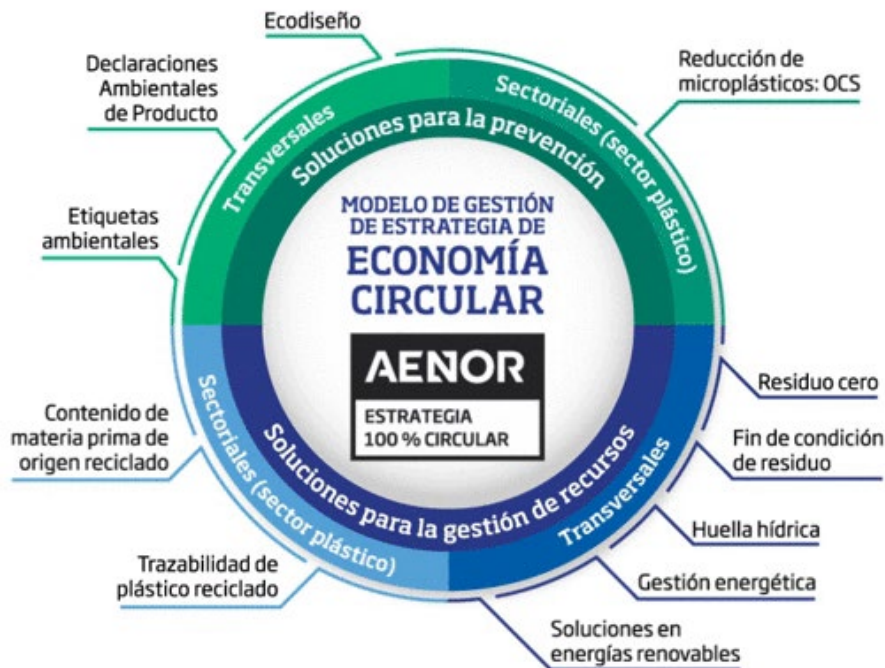 Ecodiseño
Declaraciones
Ambientales
de Producto
Etiquetas
ambientales
Reducción de
microplásticos: OCS
Transversales
Sectoriales (sector plástico)
Soluciones para la prevención
MODELO DE GESTIÓN
DE ESTRATEGIA DE
ECONOMÍA
CIRCULAR
AENOR
ESTRATEGIA
100 % CIRCULAR
Soluciones para la gestión de recursos
Sectoriales (sector plástico)
Transversales
Contenido de
materia prima de
origen reciclado
Trazabilidad de
plástico reciclado
Residuo cero
Fin de condición
de residuo
Huella hídrica
Gestión energética
Soluciones en
energías renovables